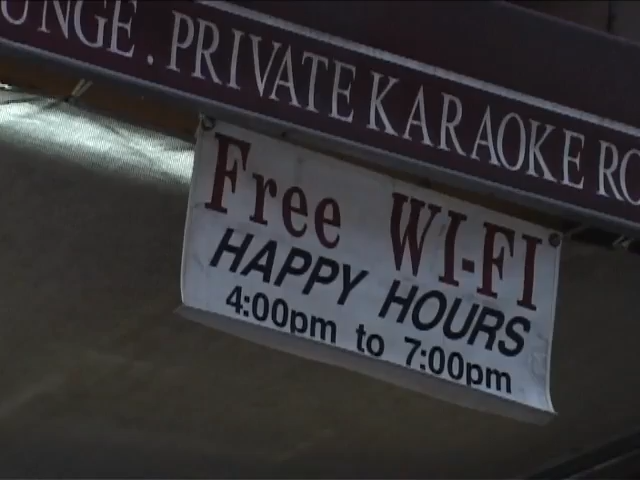 UNGE. PRIVATE KARAOKE RO
Free WI-FI
HAPPY HOURS
4:00pm to 7:00pm